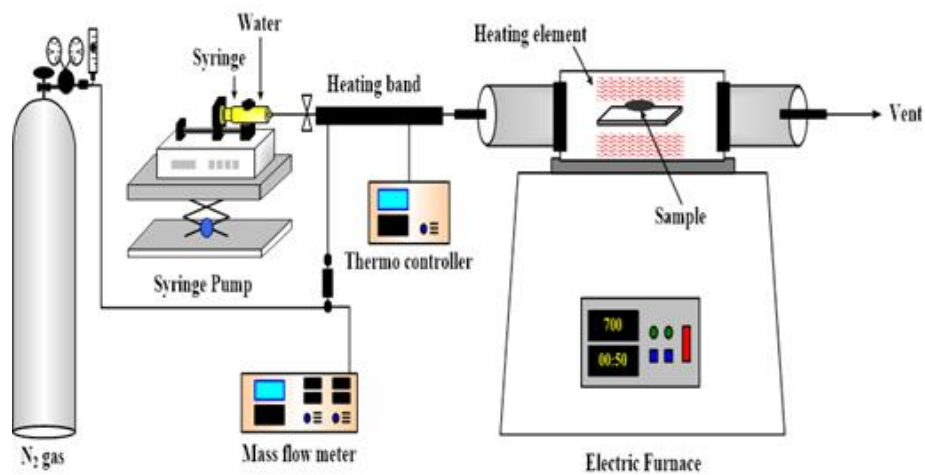 Water
Syringe
Heating band
Heating element
Vent
Sample
Thermo controller
Syringe Pump
700
00:50
N₂ gas
Mass flow meter
Electric Furnace